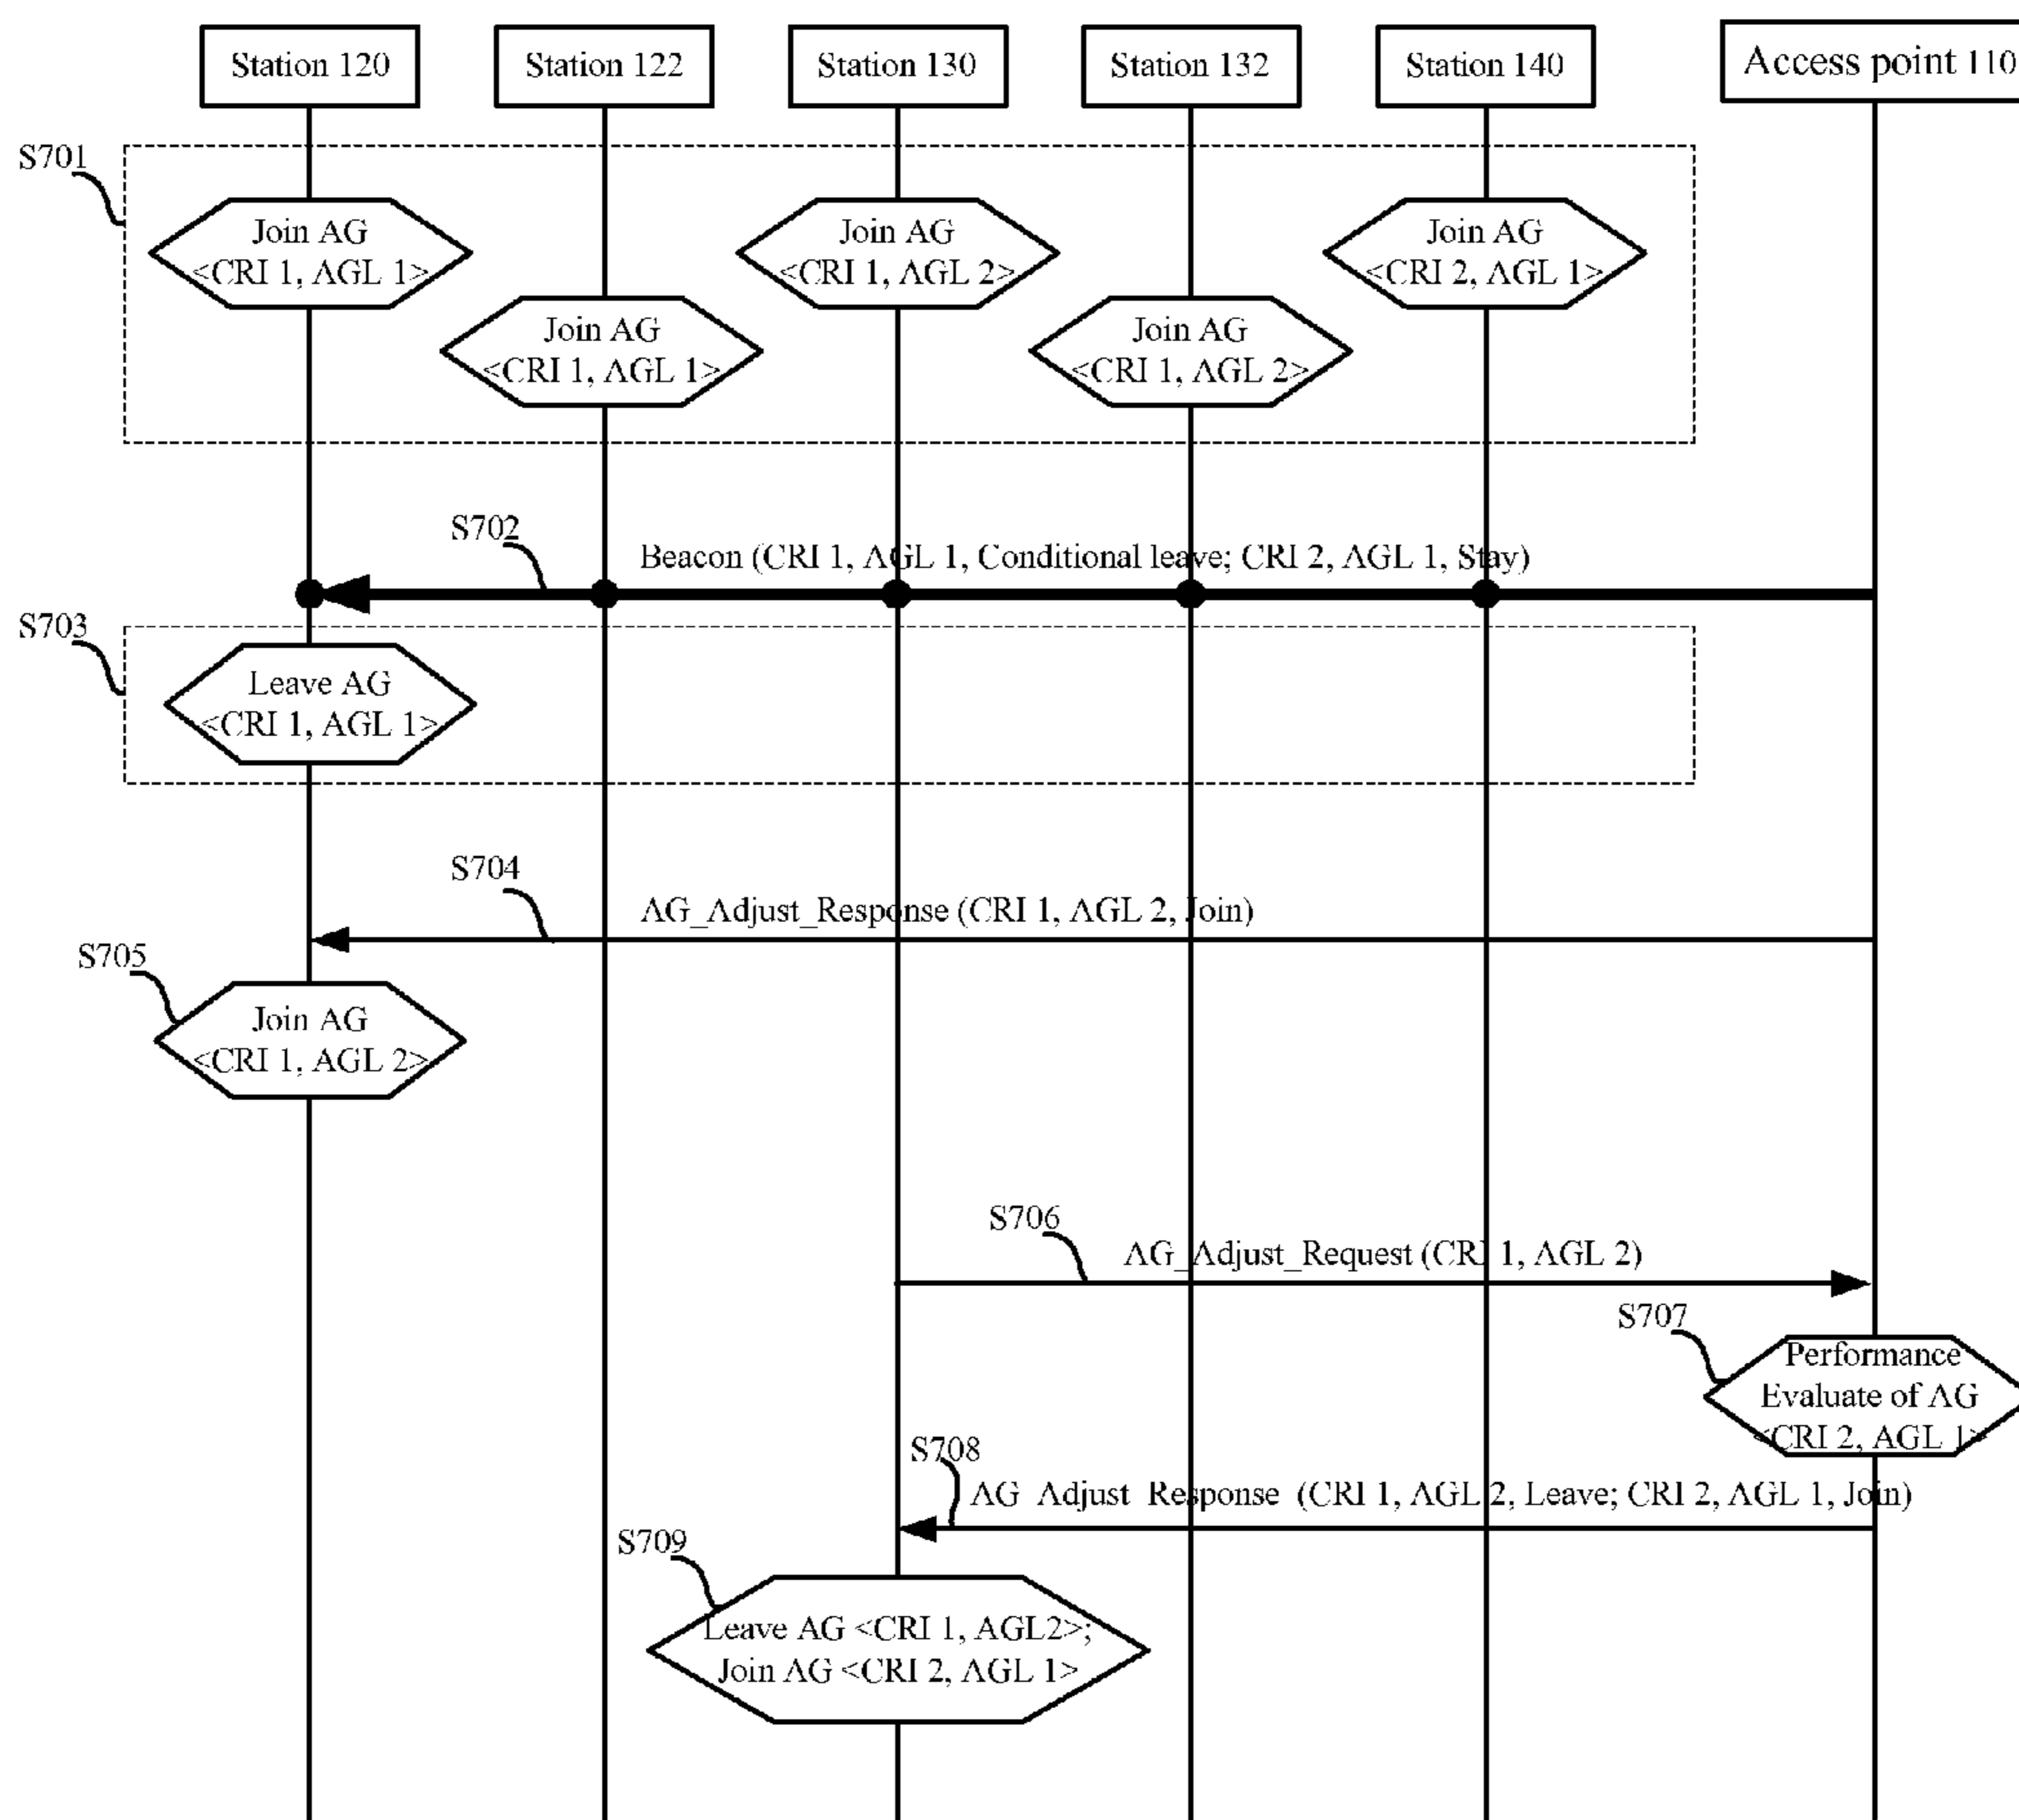 Station 120
Station 122
Station 130
Station 132
Station 140
Access point 110
S701
Join AG
<CRI 1, AGL 1>
Join AG
<CRI 1, AGL 2>
Join AG
<CRI 2, AGL 1>
Join AG
<CRI 1, AGL 1>
Join AG
<CRI 1, AGL 2>
S702
Beacon (CRI 1, AGL 1, Conditional leave; CRI 2, AGL 1, Stay)
S703
Leave AG
<CRI 1, AGL 1>
S704
AG_Adjust_Response (CRI 1, AGL 2, Join)
S705
Join AG
<CRI 1, AGL 2>
S706
AG_Adjust_Request (CRI 1, AGL 2)
S707
Performance
Evaluate of AG
<CRI 2, AGL 1>
S708
AG Adjust Response (CRI 1, AGL 2, Leave; CRI 2, AGL 1, Join)
S709
Leave AG <CRI 1, AGL2>;
Join AG <CRI 2, AGL 1>